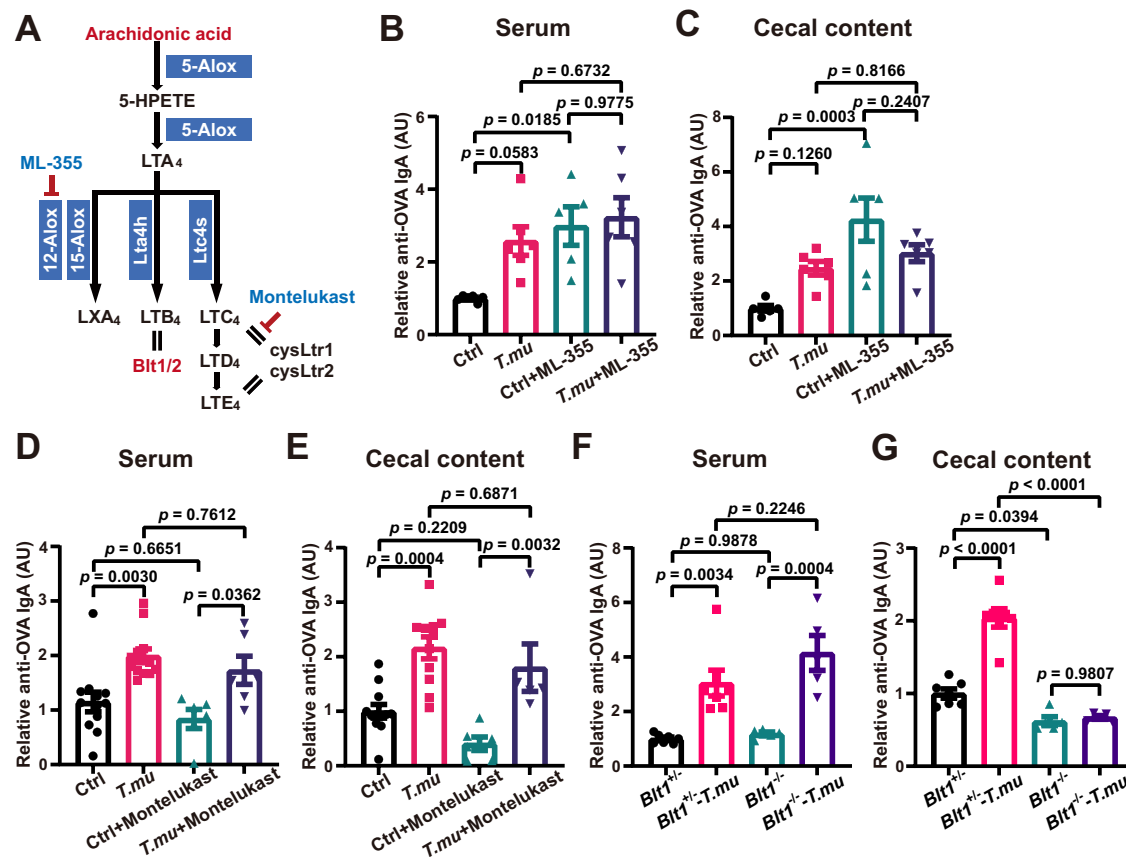 A
Arachidonic acid
5-Alox
5-HPETE
5-Alox
ML-355
LTA4
12-Alox
15-Alox
Lta4h
Ltc4s
Montelukast
LXA4
LTB4
LTC4
Blt1/2
LTD4
cysLtr1
cysLtr2
LTE4
B
Serum
p = 0.6732
p = 0.9775
p = 0.0185
p = 0.0583
Relative anti-OVA IgA (AU)
6
4
2
0
Ctrl
T.mu
Ctrl+ML-355
T.mu+ML-355
C
Cecal content
p = 0.8166
p = 0.2407
p = 0.0003
p = 0.1260
Relative anti-OVA IgA (AU)
8
6
4
2
0
Ctrl
T.mu
Ctrl+ML-355
T.mu+ML-355
D
Serum
p = 0.7612
p = 0.6651
p = 0.0030
p = 0.0362
Relative anti-OVA IgA (AU)
4
3
2
1
0
Ctrl
T.mu
Ctrl+Montelukast
T.mu+Montelukast
E
Cecal content
p = 0.6871
p = 0.2209
p = 0.0004
p = 0.0032
Relative anti-OVA IgA (AU)
4
3
2
1
0
Ctrl
T.mu
Ctrl+Montelukast
T.mu+Montelukast
F
Serum
p = 0.2246
p = 0.9878
p = 0.0034
p = 0.0004
Relative anti-OVA IgA (AU)
8
6
4
2
0
Blt1+/-
Blt1+/--T.mu
Blt1-/-
Blt1-/--T.mu
G
Cecal content
p < 0.0001
p = 0.0394
p < 0.0001
p = 0.9807
Relative anti-OVA IgA (AU)
3
2
1
0
Blt1+/-
Blt1+/--T.mu
Blt1-/-
Blt1-/--T.mu